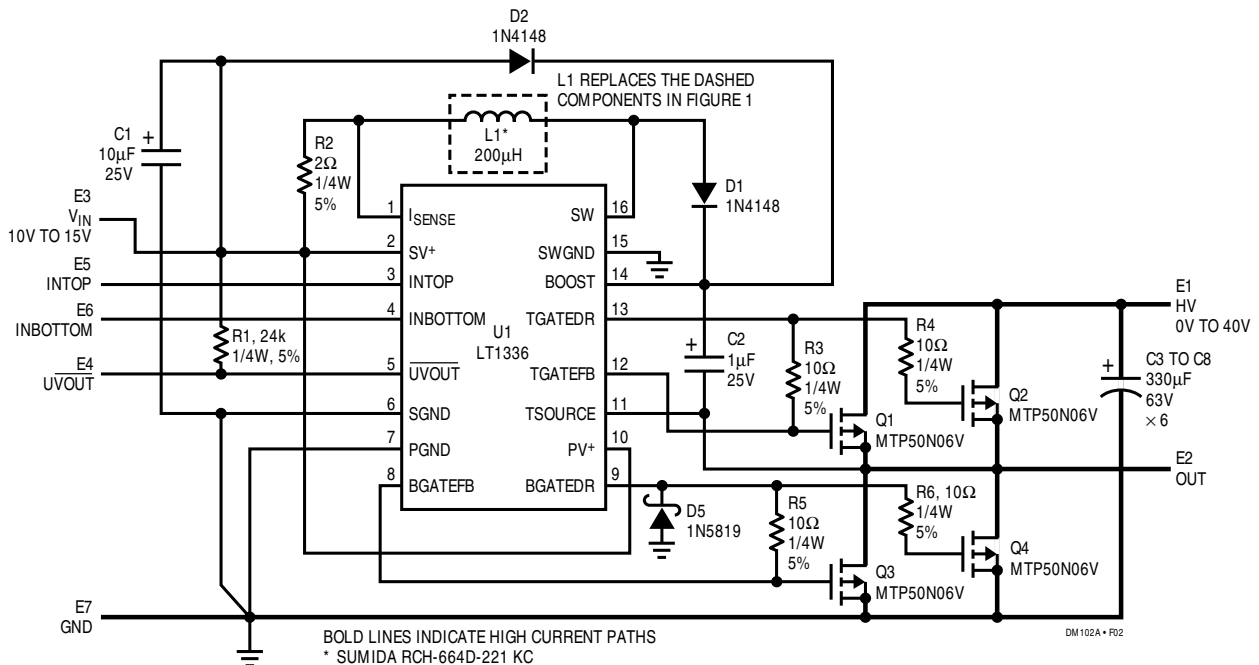 D2
1N4148
L1 REPLACES THE DASHED
COMPONENTS IN FIGURE 1
C1
+
10µF
25V
R2
2Ω
1/4W
5%
L1*
200µH
D1
1N4148
E3
VIN
10V TO 15V
E5
INTOP
E6
INBOTTOM
E4
UVOUT
R1, 24k
1/4W, 5%
1
ISENSE
2
SV+
3
INTOP
4
INBOTTOM
5
UVOUT
6
SGND
7
PGND
8
BGATEFB
U1
LT1336
SW
16
SWGND
15
BOOST
14
TGATEDR
13
TGATEFB
12
TSOURCE
11
PV+
10
BGATEDR
9
+
C2
1µF
25V
R3
10Ω
1/4W
5%
R4
10Ω
1/4W
5%
Q1
MTP50N06V
Q2
MTP50N06V
E1
HV
0V TO 40V
+
C3 TO C8
330µF
63V
× 6
E2
OUT
D5
1N5819
R5
10Ω
1/4W
5%
R6, 10Ω
1/4W
5%
Q3
MTP50N06V
Q4
MTP50N06V
E7
GND
BOLD LINES INDICATE HIGH CURRENT PATHS
* SUMIDA RCH-664D-221 KC
DM102A • F02